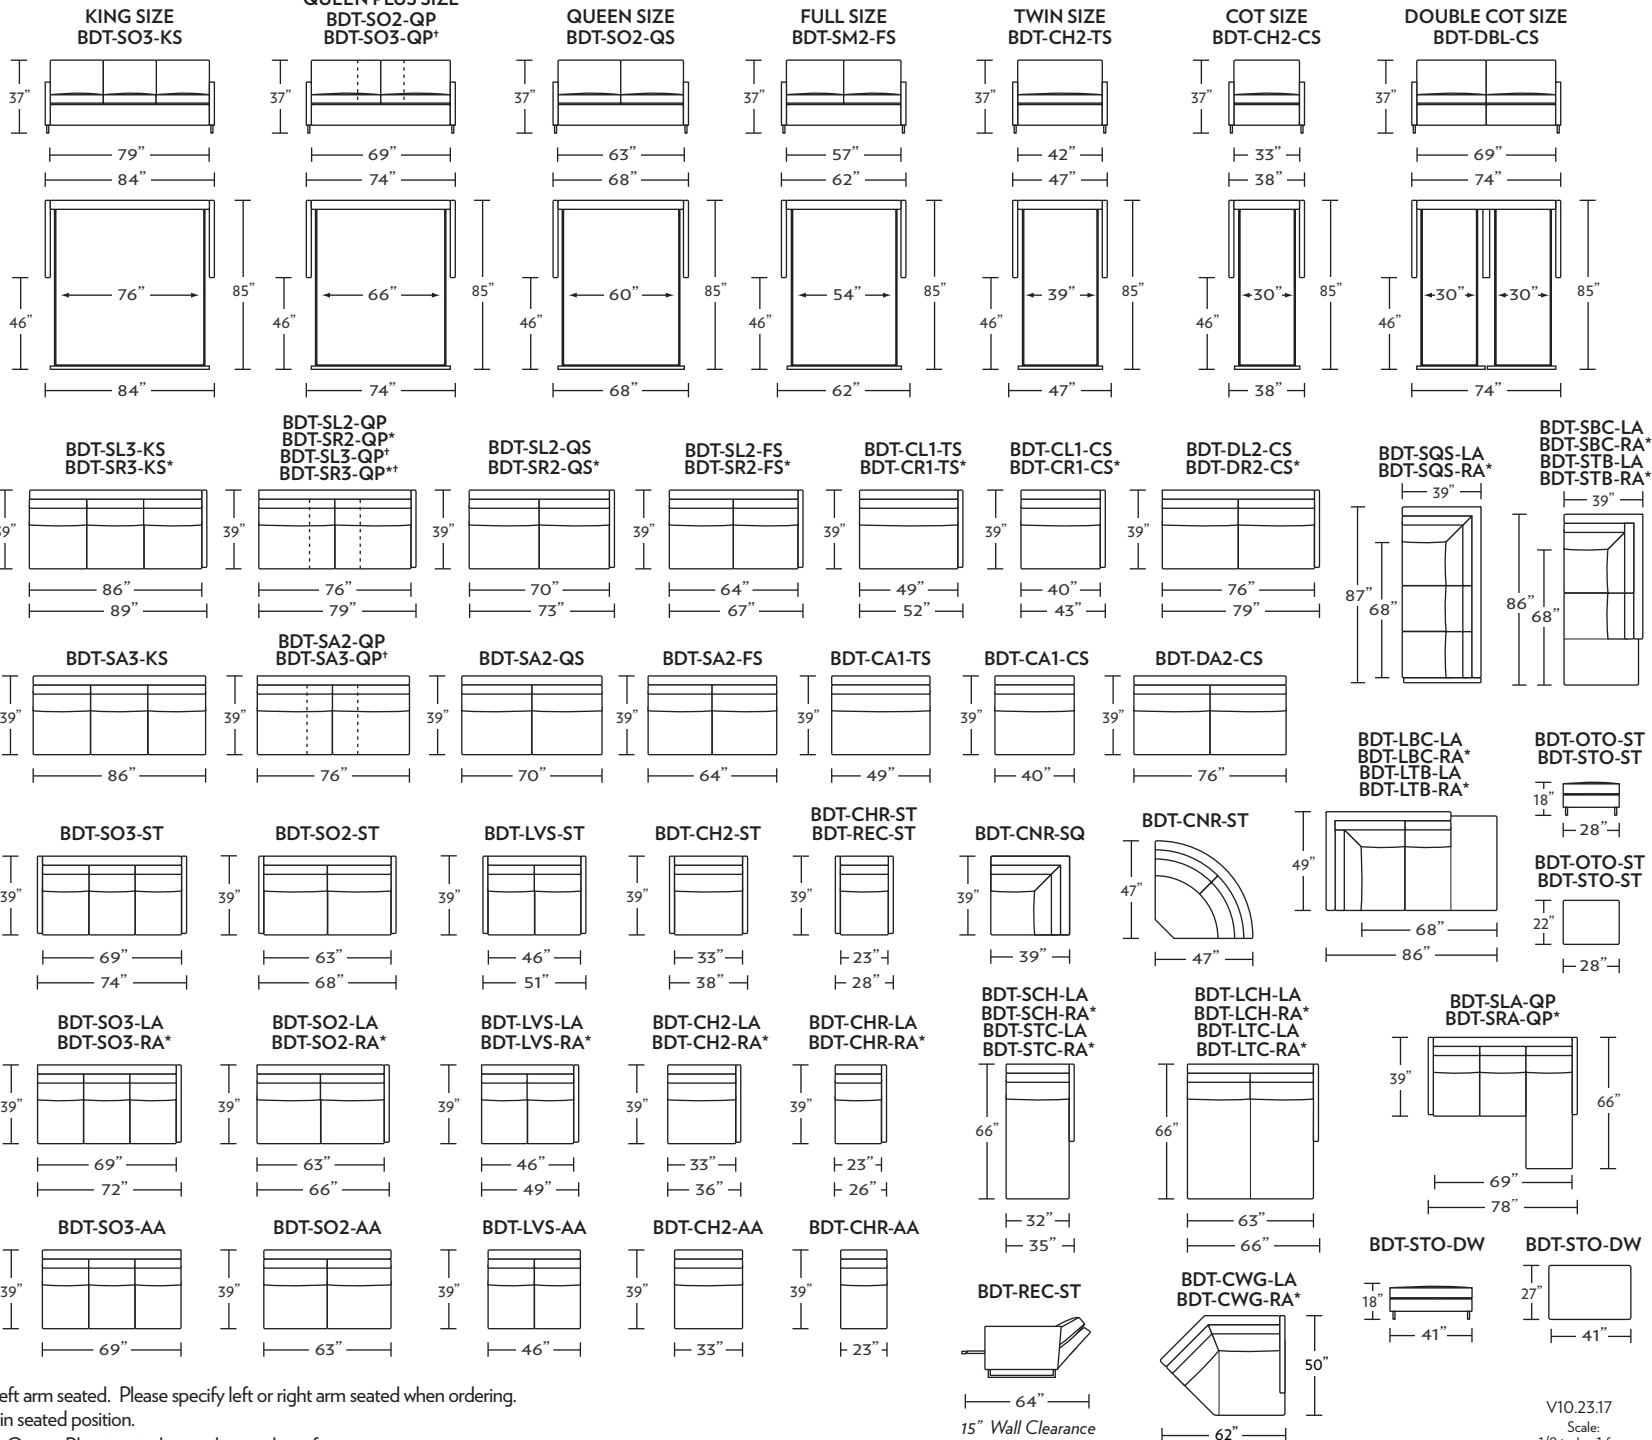 KING SIZE
BDT-SO3-KS
QUEEN PLUS SIZE
BDT-SO2-QP
BDT-SO3-QP†
QUEEN SIZE
BDT-SO2-QS
FULL SIZE
BDT-SM2-FS
TWIN SIZE
BDT-CH2-TS
COT SIZE
BDT-CH2-CS
DOUBLE COT SIZE
BDT-DBL-CS
37” 37” 37” 37” 37” 37” 37”
79” 69” 63” 57” 42” 33” 69”
84” 74” 68” 62” 47” 38” 74”
76” 85” 66” 85” 60” 85” 54” 85” 39” 85” 30” 85” 30” 30” 85”
46” 46” 46” 46” 46” 46” 46”
84” 74” 68” 62” 47” 38” 74”
BDT-SL3-KS
BDT-SR3-KS*
BDT-SL2-QP
BDT-SR2-QP*
BDT-SL3-QP†
BDT-SR3-QP*†
BDT-SL2-QS
BDT-SR2-QS*
BDT-SL2-FS
BDT-SR2-FS*
BDT-CL1-TS
BDT-CR1-TS*
BDT-CL1-CS
BDT-CR1-CS*
BDT-DL2-CS
BDT-DR2-CS*
BDT-SQS-LA
BDT-SQS-RA*
BDT-SBC-LA
BDT-SBC-RA*
BDT-STB-LA
BDT-STB-RA*
39” 39”
39” 39” 39” 39” 39” 39” 39”
86” 76” 70” 64” 49” 40” 76”
89” 79” 73” 67” 52” 43” 79”
87” 68” 86” 68”
BDT-SA3-KS
BDT-SA2-QP
BDT-SA3-QP†
BDT-SA2-QS
BDT-SA2-FS
BDT-CA1-TS
BDT-CA1-CS
BDT-DA2-CS
39” 39” 39” 39” 39” 39” 39”
86” 76” 70” 64” 49” 40” 76”
BDT-LBC-LA
BDT-LBC-RA*
BDT-LTB-LA
BDT-LTB-RA*
BDT-OTO-ST
BDT-STO-ST
18”
28”
BDT-SO3-ST
BDT-SO2-ST
BDT-LVS-ST
BDT-CH2-ST
BDT-CHR-ST
BDT-REC-ST
BDT-CNR-SQ
BDT-CNR-ST
BDT-OTO-ST
BDT-STO-ST
39” 39” 39” 39” 39” 39” 47” 49” 22”
69” 63” 46” 33” 23” 39” 47” 68” 28”
74” 68” 51” 38” 28” 86”
BDT-SO3-LA
BDT-SO3-RA*
BDT-SO2-LA
BDT-SO2-RA*
BDT-LVS-LA
BDT-LVS-RA*
BDT-CH2-LA
BDT-CH2-RA*
BDT-CHR-LA
BDT-CHR-RA*
BDT-SCH-LA
BDT-SCH-RA*
BDT-STC-LA
BDT-STC-RA*
BDT-LCH-LA
BDT-LCH-RA*
BDT-LTC-LA
BDT-LTC-RA*
BDT-SLA-QP
BDT-SRA-QP*
39” 39” 39” 39” 39” 66” 66” 39” 66”
69” 63” 46” 33” 23” 69”
72” 66” 49” 36” 26” 78”
32” 63”
35” 66”
BDT-SO3-AA
BDT-SO2-AA
BDT-LVS-AA
BDT-CH2-AA
BDT-CHR-AA
BDT-STO-DW
BDT-STO-DW
39” 39” 39” 39” 39” 18” 27”
69” 63” 46” 33” 23” 41” 41”
BDT-REC-ST
64”
15” Wall Clearance
BDT-CWG-LA
BDT-CWG-RA*
50”
62”
left arm seated. Please specify left or right arm seated when ordering.
in seated position.
V10.23.17
Scale: